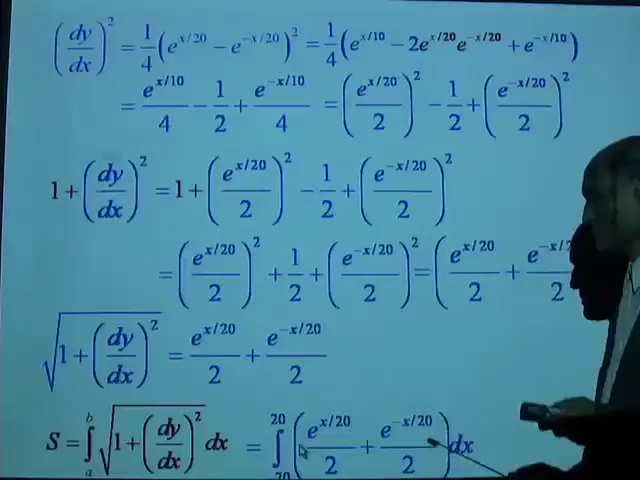 (dy/dx)² = 1/4 (e^{x/20} − e^{−x/20})² = 1/4 (e^{x/10} − 2e^{x/20}e^{−x/20} + e^{−x/10})
= e^{x/10}/4 − 1/2 + e^{−x/10}/4 = (e^{x/20}/2)² − 1/2 + (e^{−x/20}/2)²
1 + (dy/dx)² = 1 + (e^{x/20}/2)² − 1/2 + (e^{−x/20}/2)²
= (e^{x/20}/2)² + 1/2 + (e^{−x/20}/2)² = (e^{x/20}/2 + e^{−x/2}/2
√(1 + (dy/dx)²) = e^{x/20}/2 + e^{−x/20}/2
S = ∫_a^b √(1 + (dy/dx)²) dx = ∫_{20}^{20} (e^{x/20}/2 + e^{−x/20}/2) dx